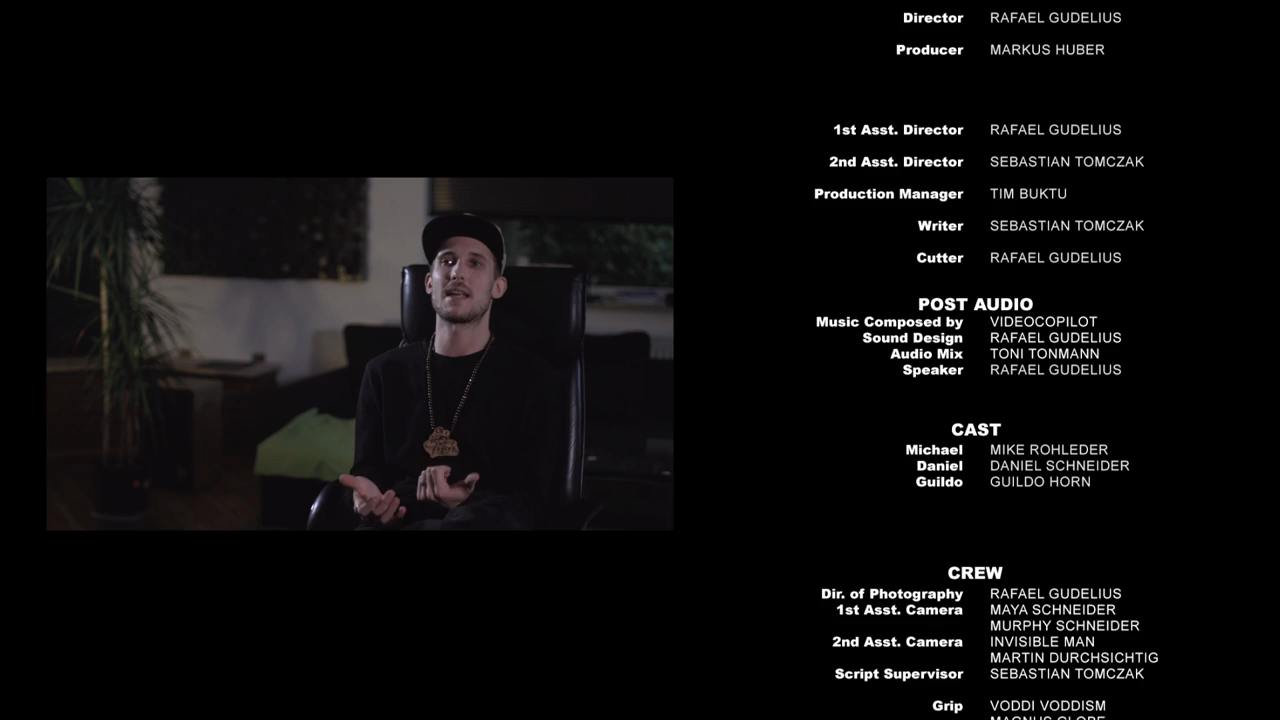 Director RAFAEL GUDELIUS
Producer MARKUS HUBER
1st Asst. Director RAFAEL GUDELIUS
2nd Asst. Director SEBASTIAN TOMCZAK
Production Manager TIM BUKTU
Writer SEBASTIAN TOMCZAK
Cutter RAFAEL GUDELIUS
POST AUDIO
Music Composed by VIDEOCOPILOT
Sound Design RAFAEL GUDELIUS
Audio Mix TONI TONMANN
Speaker RAFAEL GUDELIUS
CAST
Michael MIKE ROHLEDER
Daniel DANIEL SCHNEIDER
Guildo GUILDO HORN
CREW
Dir. of Photography RAFAEL GUDELIUS
1st Asst. Camera MAYA SCHNEIDER
MURPHY SCHNEIDER
2nd Asst. Camera INVISIBLE MAN
MARTIN DURCHSICHTIG
Script Supervisor SEBASTIAN TOMCZAK
Grip VODDI VODDISM